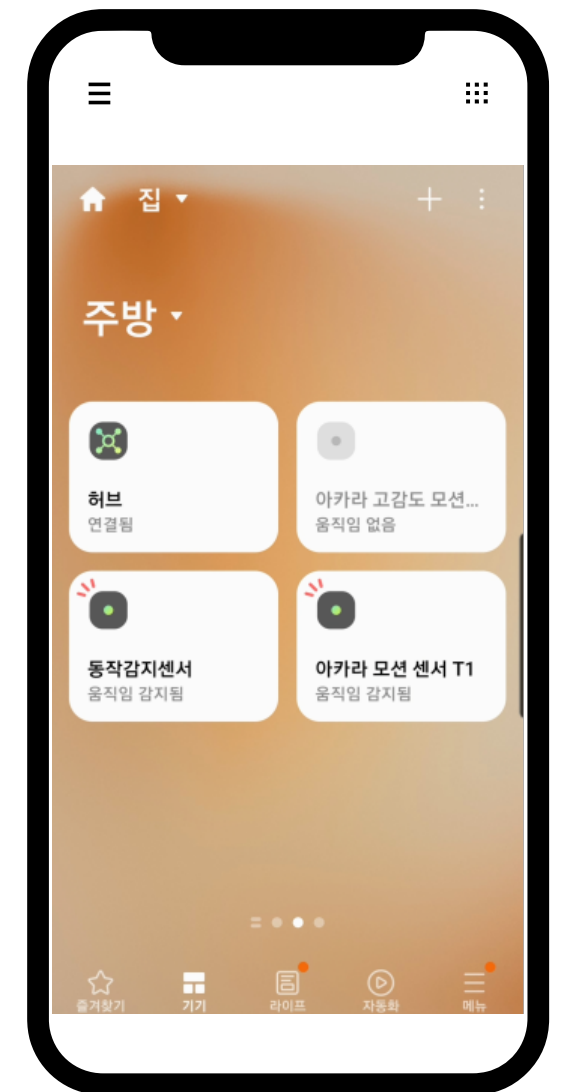 집
주방
허브
연결됨
아카라 고감도 모션...
움직임 없음
동작감지센서
움직임 감지됨
아카라 모션 센서 T1
움직임 감지됨
즐겨찾기
기기
라이프
자동화
메뉴